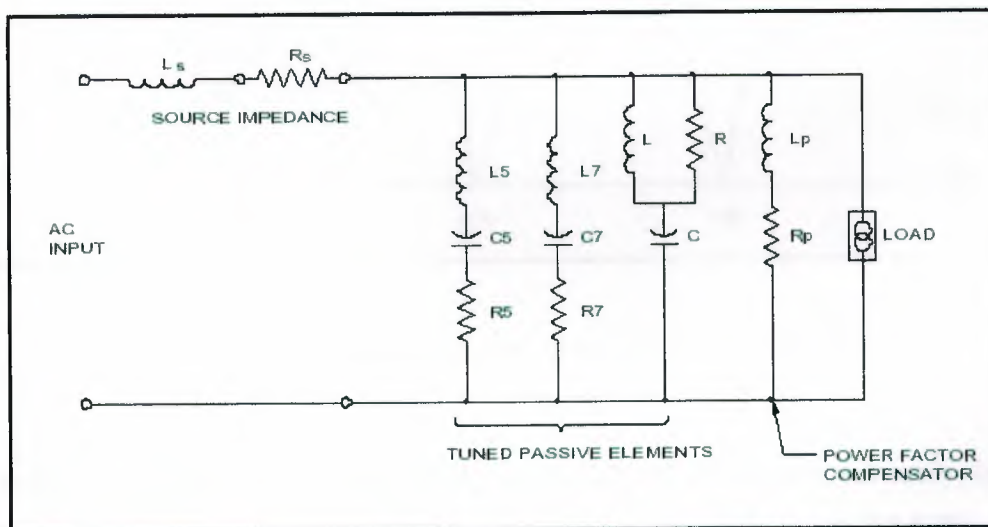 Ls
Rs
SOURCE IMPEDANCE
L
R
Lp
L5
L7
AC
INPUT
C5
C7
C
Rp
LOAD
R5
R7
TUNED PASSIVE ELEMENTS
POWER FACTOR
COMPENSATOR